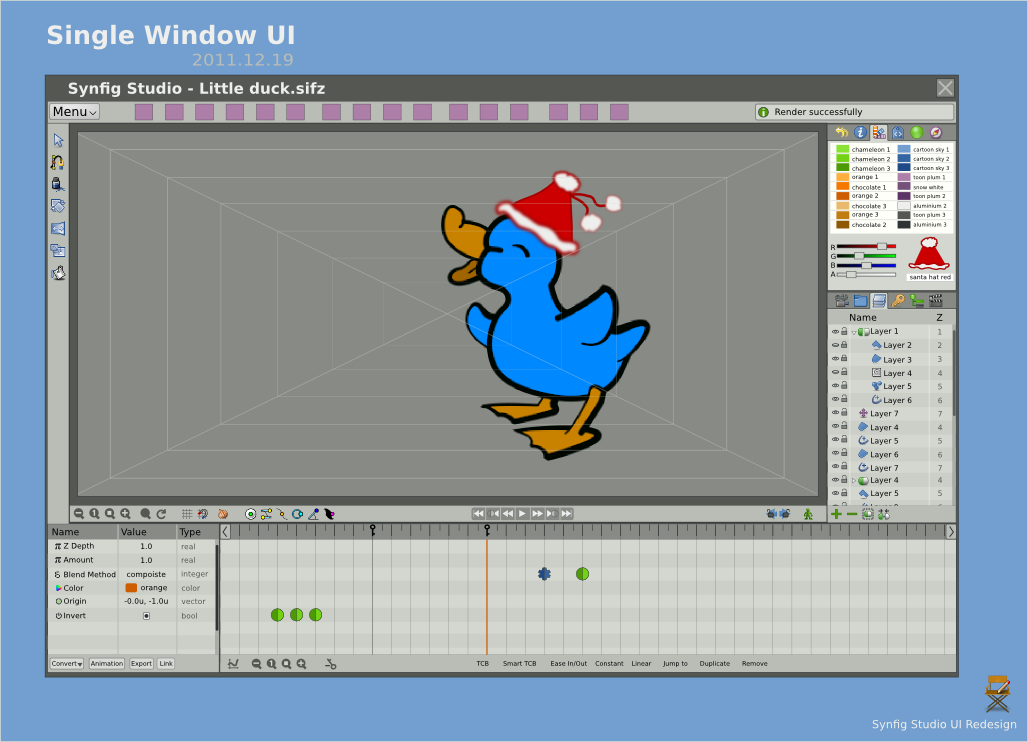 Single Window UI
2011.12.19
Synfig Studio - Little duck.sifz
Menu
Render successfully
chameleon 1 cartoon sky 1
chameleon 2 cartoon sky 2
chameleon 3 cartoon sky 3
orange 1 toon plum 1
chocolate 1 snow white
orange 2 toon plum 2
chocolate 3 aluminium 2
orange 3 toon plum 3
chocolate 2 aluminium 3
R
G
B
A
santa hat red
Name Z
Layer 1 1
Layer 2 2
Layer 3 3
Layer 4 4
Layer 5 5
Layer 6 6
Layer 7 7
Layer 4 4
Layer 5 5
Layer 6 6
Layer 7 7
Layer 4 4
Layer 5 5
Name Value Type
π Z Depth 1.0 real
π Amount 1.0 real
Blend Method compoiste integer
Color orange color
Origin -0.0u, -1.0u vector
Invert bool
Convert Animation Export Link
TCB Smart TCB Ease In/Out Constant Linear Jump to Duplicate Remove
Synfig Studio UI Redesign